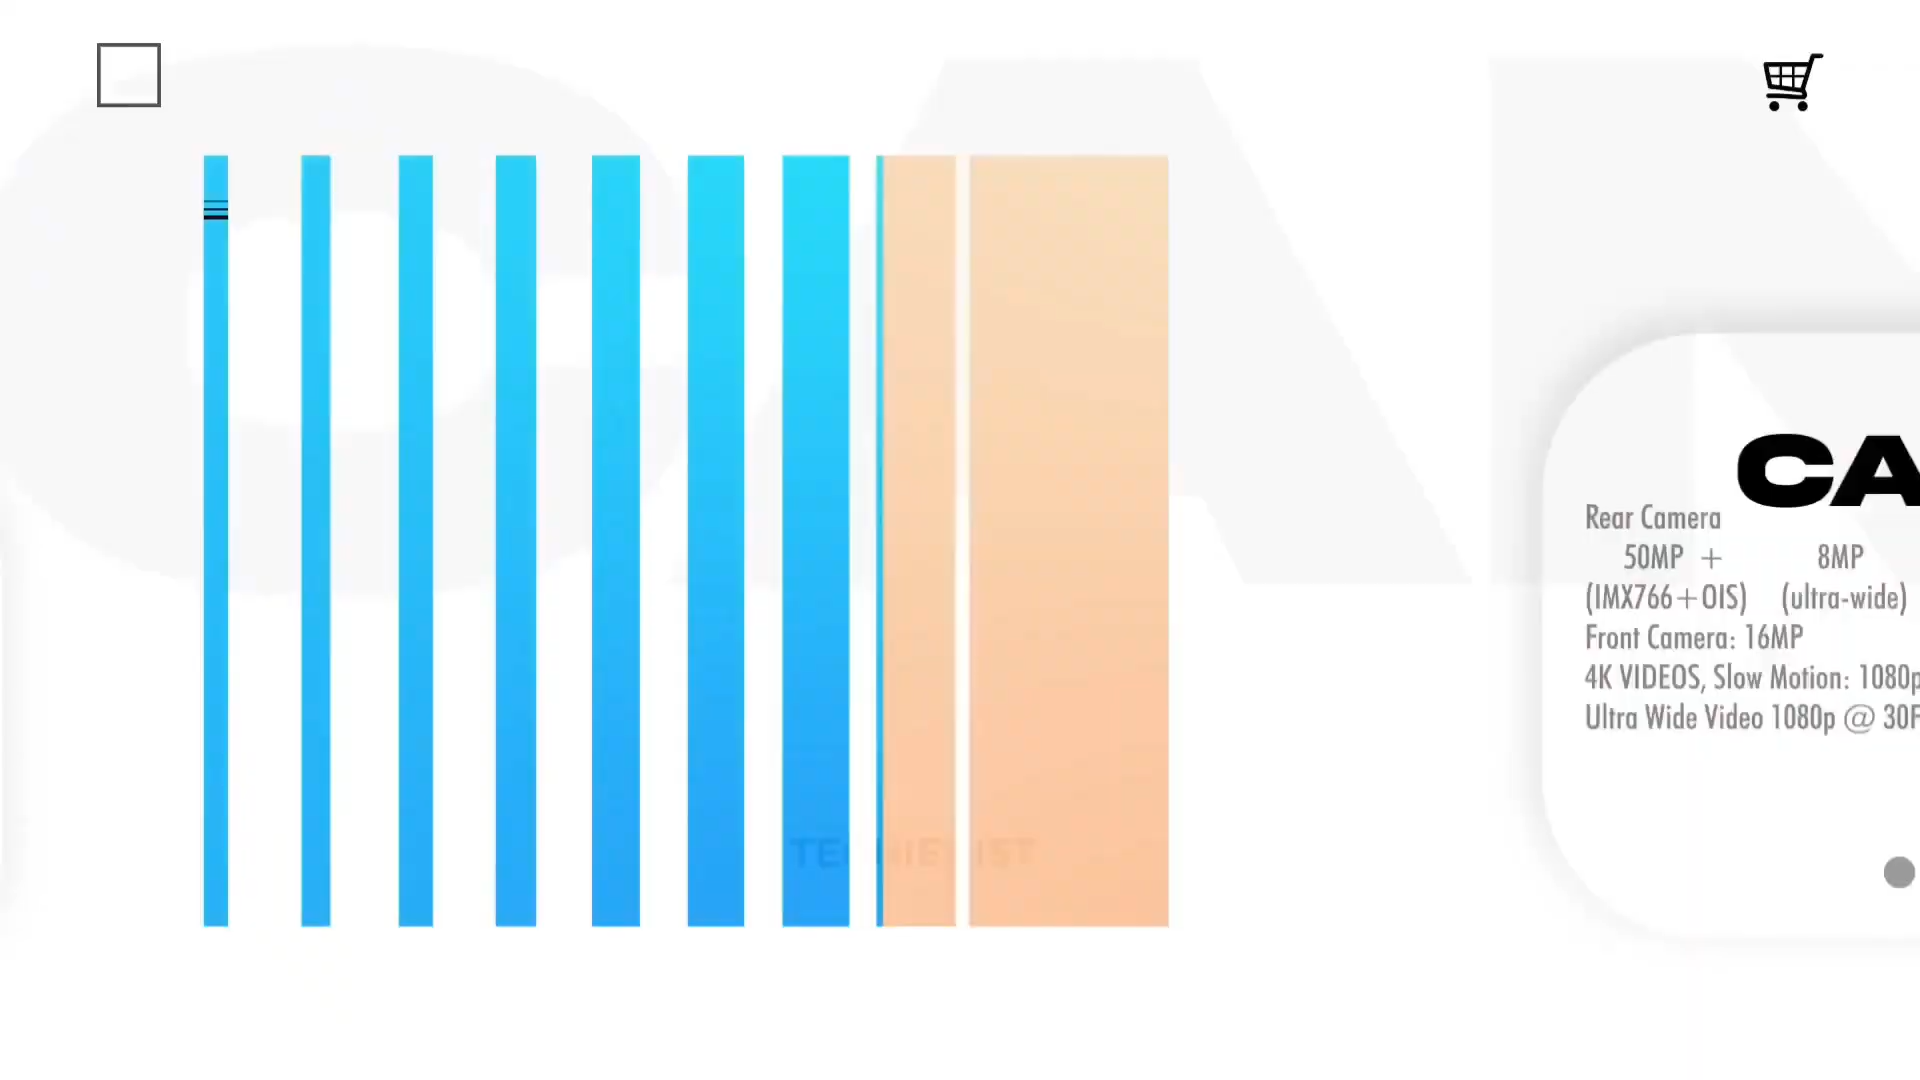 CA
Rear Camera
50MP + 8MP
(IMX766+OIS) (ultra-wide)
Front Camera: 16MP
4K VIDEOS, Slow Motion: 1080p
Ultra Wide Video 1080p @ 30F